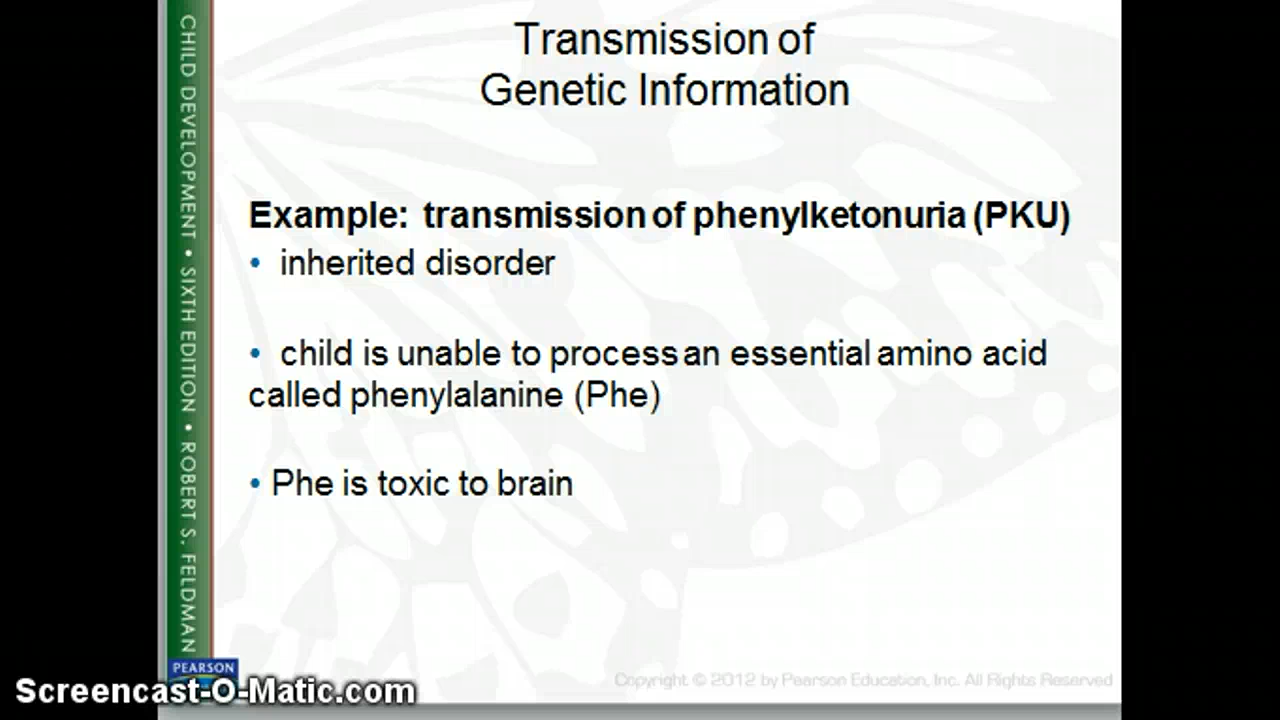 Transmission of
Genetic Information
Example: transmission of phenylketonuria (PKU)
• inherited disorder
• child is unable to process an essential amino acid
called phenylalanine (Phe)
• Phe is toxic to brain
CHILD DEVELOPMENT • SIXTH EDITION • ROBERT S. FELDMAN
PEARSON
Copyright © 2012 by Pearson Education, Inc. All Rights Reserved
Screencast-O-Matic.com